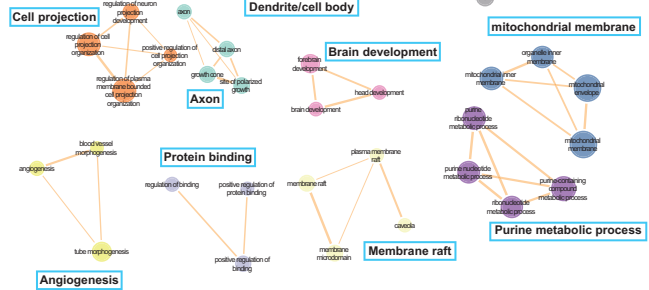 Dendrite/cell body
Cell projection
regulation of neuron
projection
development
regulation of cell
projection
organization
positive regulation of
cell projection
organization
regulation of plasma
membrane bounded
cell projection
organization
axon
distal axon
growth cone
site of polarized
growth
Axon
Brain development
forebrain
development
head development
brain development
mitochondrial membrane
organelle inner
membrane
mitochondrial inner
membrane
mitochondrial
envelope
mitochondrial
membrane
purine
ribonucleotide
metabolic process
purine nucleotide
metabolic process
purine-containing
compound
metabolic process
ribonucleotide
metabolic process
Purine metabolic process
blood vessel
morphogenesis
angiogenesis
tube morphogenesis
Angiogenesis
Protein binding
regulation of binding
positive regulation of
protein binding
positive regulation of
binding
plasma membrane
raft
membrane raft
caveola
membrane
microdomain
Membrane raft